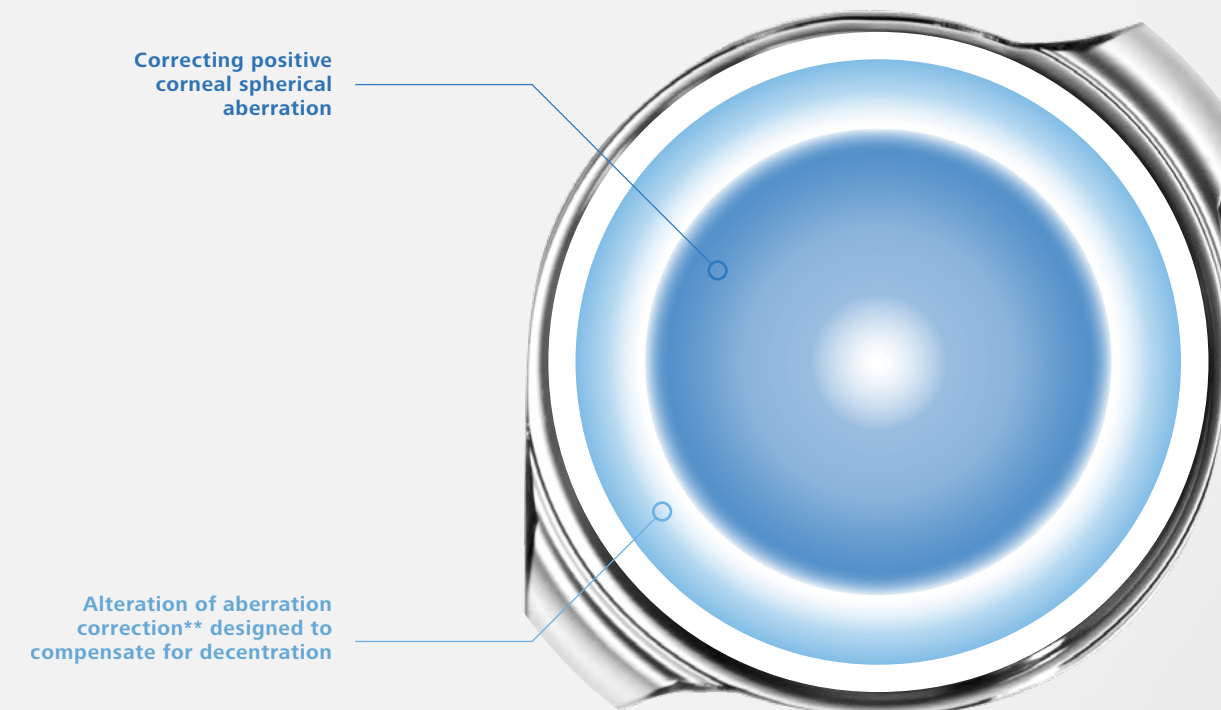 Correcting positive
corneal spherical
aberration
Alteration of aberration
correction** designed to
compensate for decentration